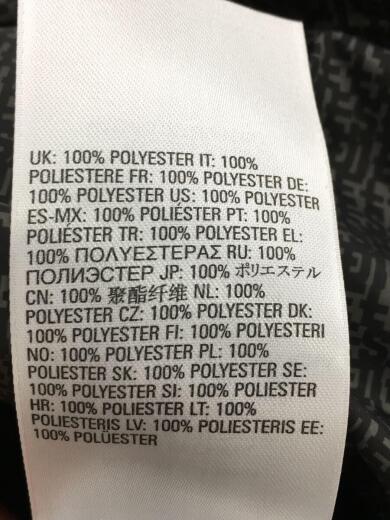 UK: 100% POLYESTER IT: 100%
POLIESTERE FR: 100% POLYESTER DE:
100% POLYESTER US: 100% POLYESTER
ES-MX: 100% POLIÉSTER PT: 100%
POLIÉSTER TR: 100% POLYESTER EL:
100% ΠΟΛΥΕΣΤΕΡΑΣ RU: 100%
ПОЛИЭСТЕР JP: 100% ポリエステル
CN: 100% 聚酯纤维 NL: 100%
POLYESTER CZ: 100% POLYESTER DK:
100% POLYESTER FI: 100% POLYESTERI
NO: 100% POLYESTER PL: 100%
POLYESTER SK: 100% POLYESTER SE:
100% POLYESTER SI: 100% POLIESTER
HR: 100% POLIESTER LT: 100%
POLIESTERIS LV: 100% POLIESTERIS EE:
100% POLÜESTER